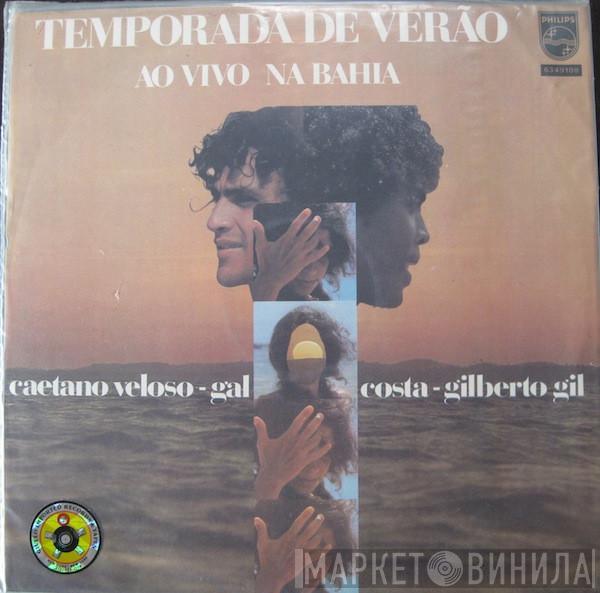 TEMPORADA DE VERÃO
PHILIPS
6349108
AO VIVO NA BAHIA
caetano veloso - gal costa - gilberto gil
МАРКЕТ ВИНИЛА